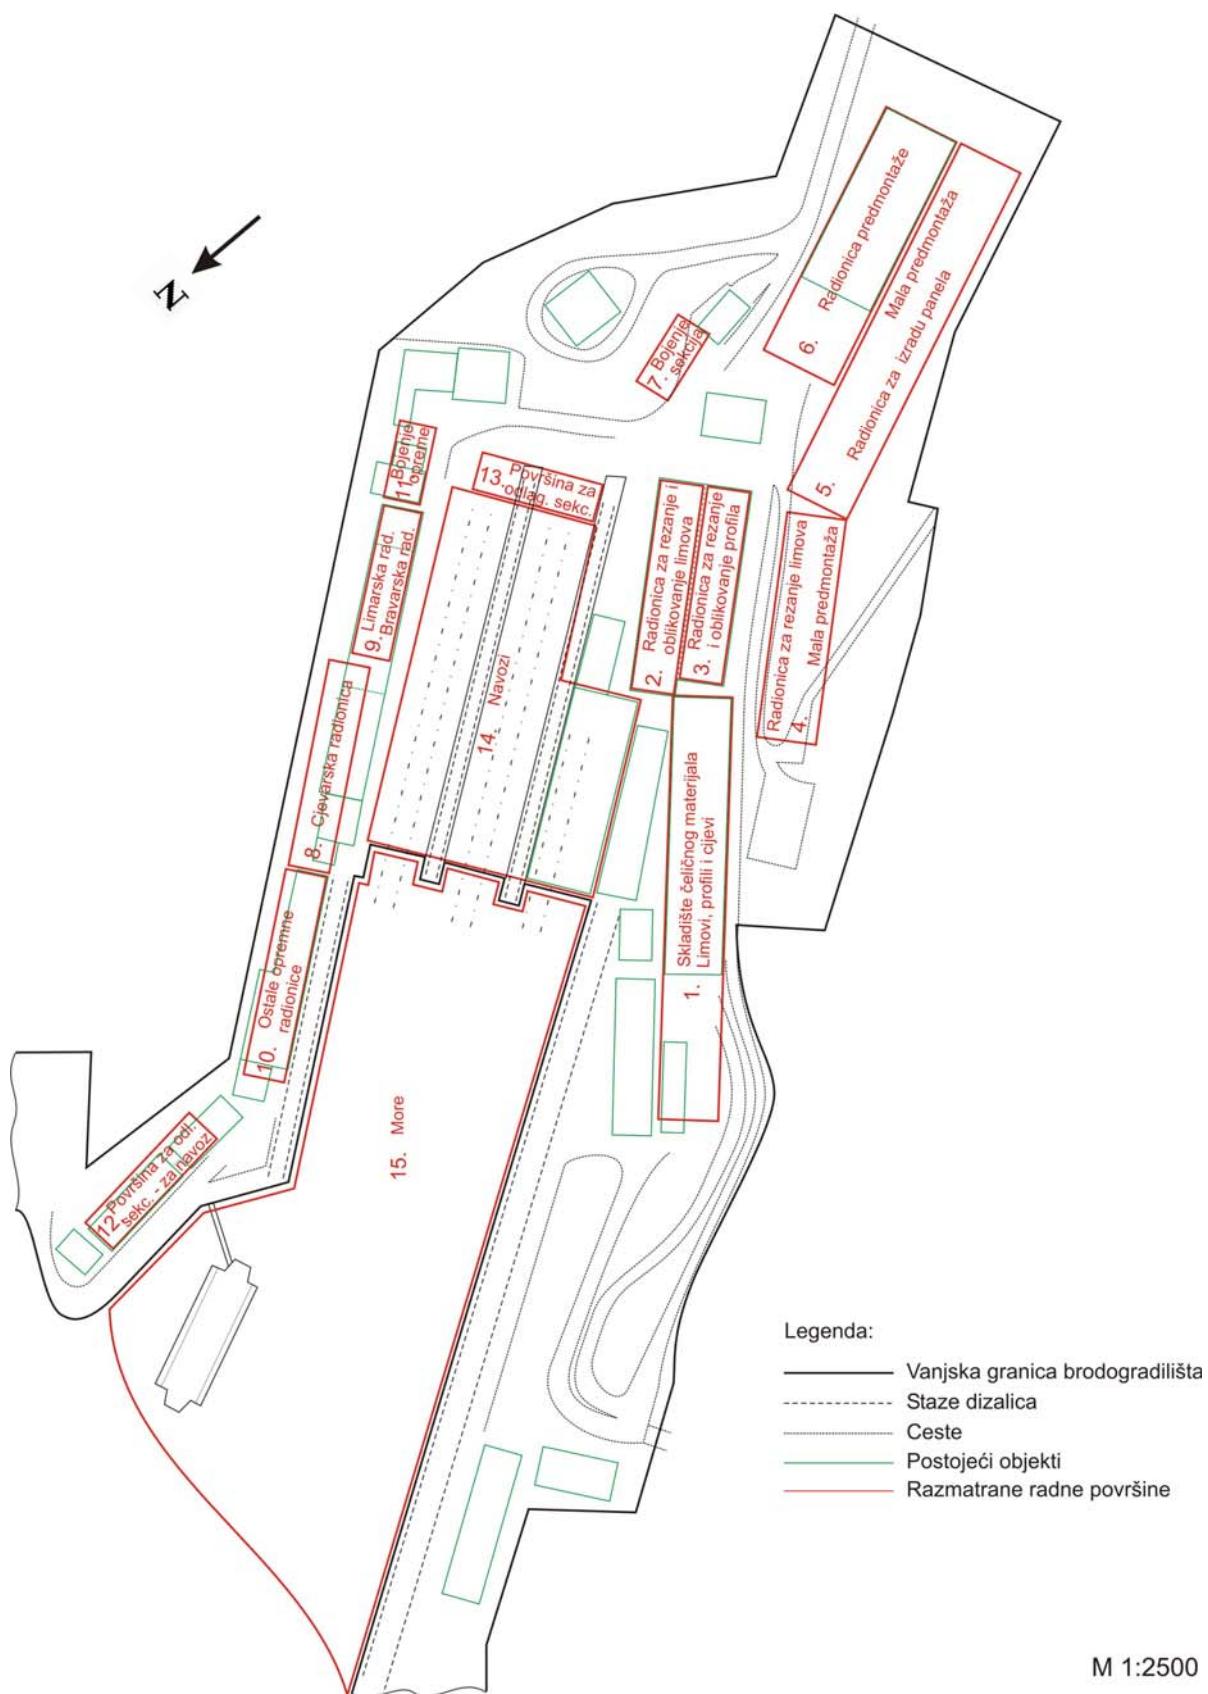 N
1. Skladište čeličnog materijala
Limovi, profili i cijevi
2. Radionica za rezanje i
oblikovanje limova
3. Radionica za rezanje
i oblikovanje profila
4. Radionica za rezanje limova
Mala predmontaža
5. Radionica za izradu panela
Mala predmontaža
6. Radionica predmontaže
7. Bojenje
sekcija
8. Cjevarska radionica
9. Limarska rad.
Bravarska rad.
10. Ostale opremne
radionice
11. Bojenje
opreme
12. Površina za odl.
sekc. - za navoz
13. Površina za
odlag. sekc.
14. Navozi
15. More
Legenda:
Vanjska granica brodogradilišta
Staze dizalica
Ceste
Postojeći objekti
Razmatrane radne površine
M 1:2500